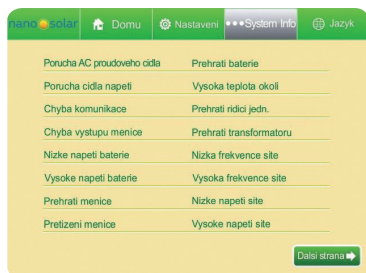 nano solar Domu Nastaveni System Info Jazyk
Porucha AC proudoveho cidla Prehrati baterie
Porucha cidla napeti Vysoka teplota okoli
Chyba komunikace Prehrati ridici jedn.
Chyba vystupu menice Prehrati transformatoru
Nizke napeti baterie Nizka frekvence site
Vysoke napeti baterie Vysoka frekvence site
Prehrati menice Nizke napeti site
Pretizeni menice Vysoke napeti site
Dalsi strana